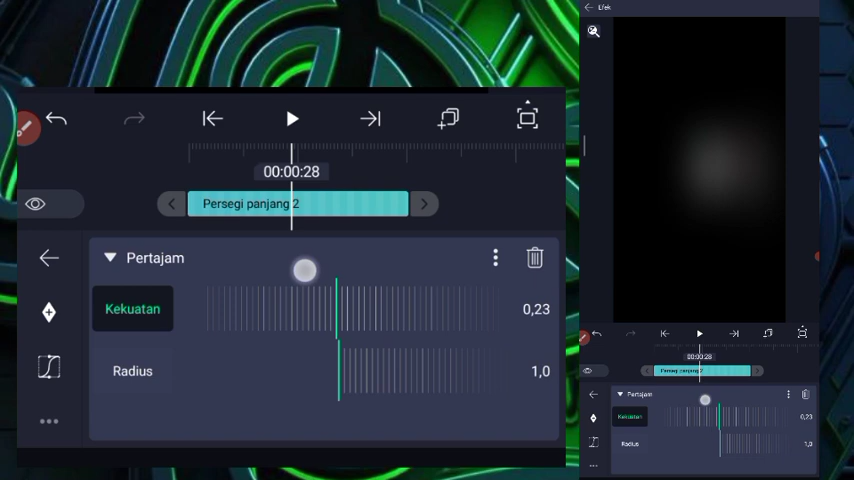 Efek
00:00:28
Persegi panjang 2
Pertajam
Kekuatan
0,23
Radius
1,0
00:00:28
Persegi panjang 2
Pertajam
Kekuatan
0,23
Radius
1,0